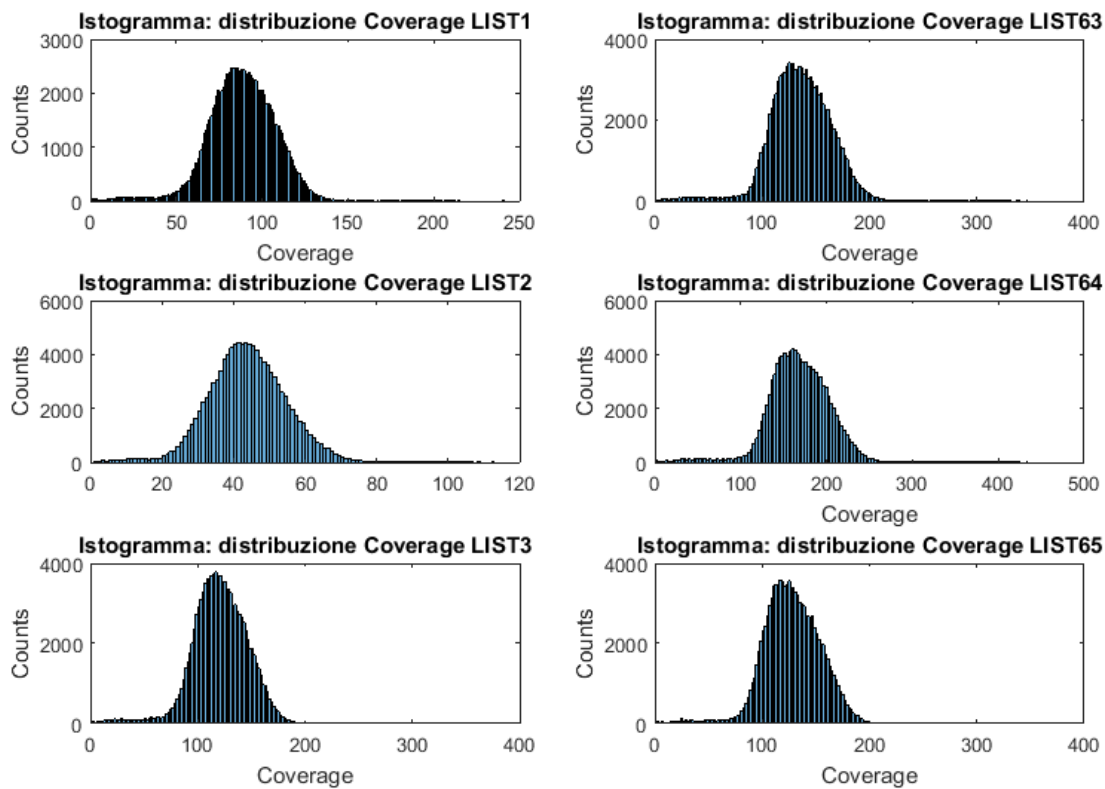 Istogramma: distribuzione Coverage LIST1
3000
2000
1000
0
Counts
0 50 100 150 200 250
Coverage
Istogramma: distribuzione Coverage LIST63
4000
2000
0
Counts
0 100 200 300 400
Coverage
Istogramma: distribuzione Coverage LIST2
6000
4000
2000
0
Counts
0 20 40 60 80 100 120
Coverage
Istogramma: distribuzione Coverage LIST64
6000
4000
2000
0
Counts
0 100 200 300 400 500
Coverage
Istogramma: distribuzione Coverage LIST3
4000
2000
0
Counts
0 100 200 300 400
Coverage
Istogramma: distribuzione Coverage LIST65
4000
2000
0
Counts
0 100 200 300 400
Coverage